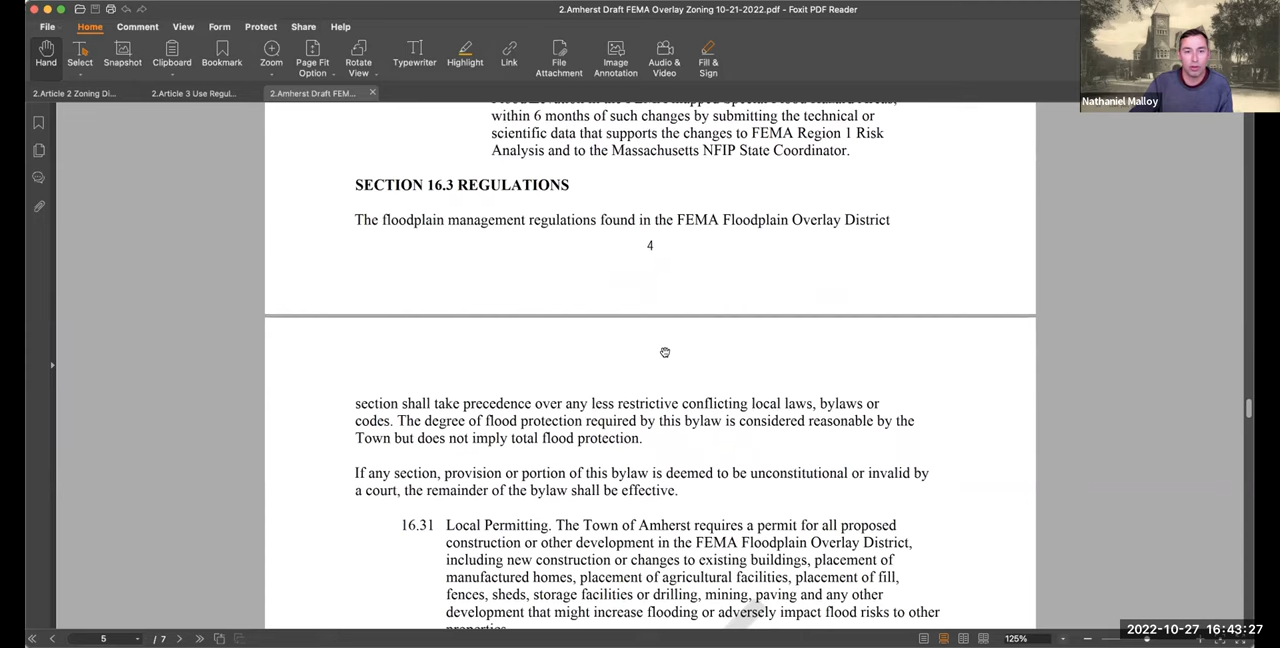 2.Amherst Draft FEMA Overlay Zoning 10-21-2022.pdf - Foxit PDF Reader
File Home Comment View Form Protect Share Help
Hand Select Snapshot Clipboard Bookmark Zoom Page Fit Option Rotate View Typewriter Highlight Link File Attachment Image Annotation Audio & Video Fill & Sign
2.Article 2 Zoning Di... 2.Article 3 Use Regul... 2.Amherst Draft FEM...
Nathaniel Malloy
within 6 months of such changes by submitting the technical or
scientific data that supports the changes to FEMA Region 1 Risk
Analysis and to the Massachusetts NFIP State Coordinator.
SECTION 16.3 REGULATIONS
The floodplain management regulations found in the FEMA Floodplain Overlay District
4
section shall take precedence over any less restrictive conflicting local laws, bylaws or
codes. The degree of flood protection required by this bylaw is considered reasonable by the
Town but does not imply total flood protection.
If any section, provision or portion of this bylaw is deemed to be unconstitutional or invalid by
a court, the remainder of the bylaw shall be effective.
16.31 Local Permitting. The Town of Amherst requires a permit for all proposed
construction or other development in the FEMA Floodplain Overlay District,
including new construction or changes to existing buildings, placement of
manufactured homes, placement of agricultural facilities, placement of fill,
fences, sheds, storage facilities or drilling, mining, paving and any other
development that might increase flooding or adversely impact flood risks to other
5 / 7 125%
2022-10-27 16:43:27